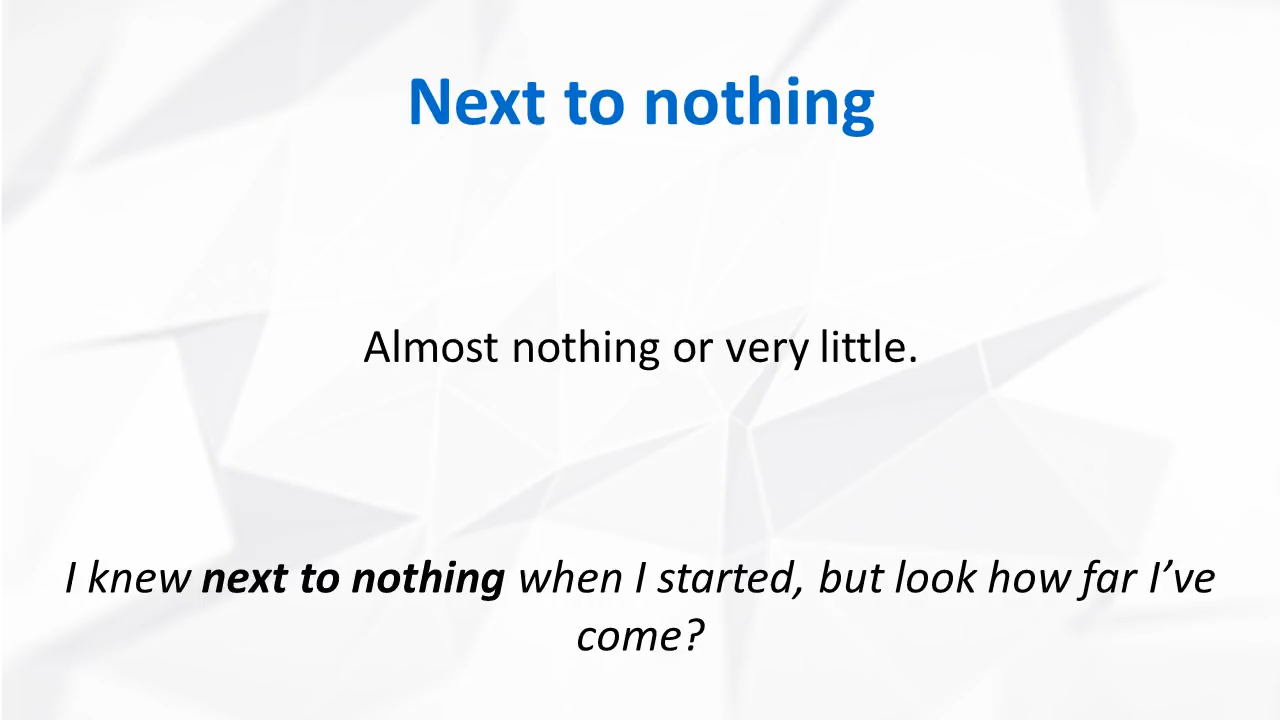 Next to nothing
Almost nothing or very little.
I knew next to nothing when I started, but look how far I’ve
come?